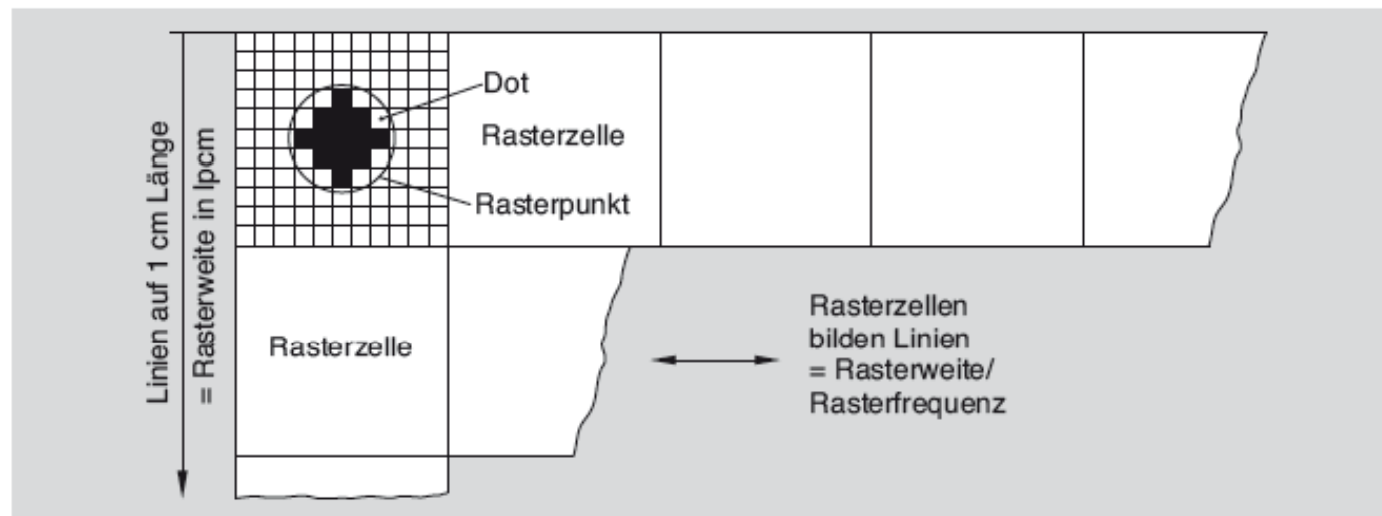 Linien auf 1 cm Länge
= Rasterweite in lpcm
Dot
Rasterzelle
Rasterpunkt
Rasterzelle
Rasterzellen
bilden Linien
= Rasterweite/
Rasterfrequenz